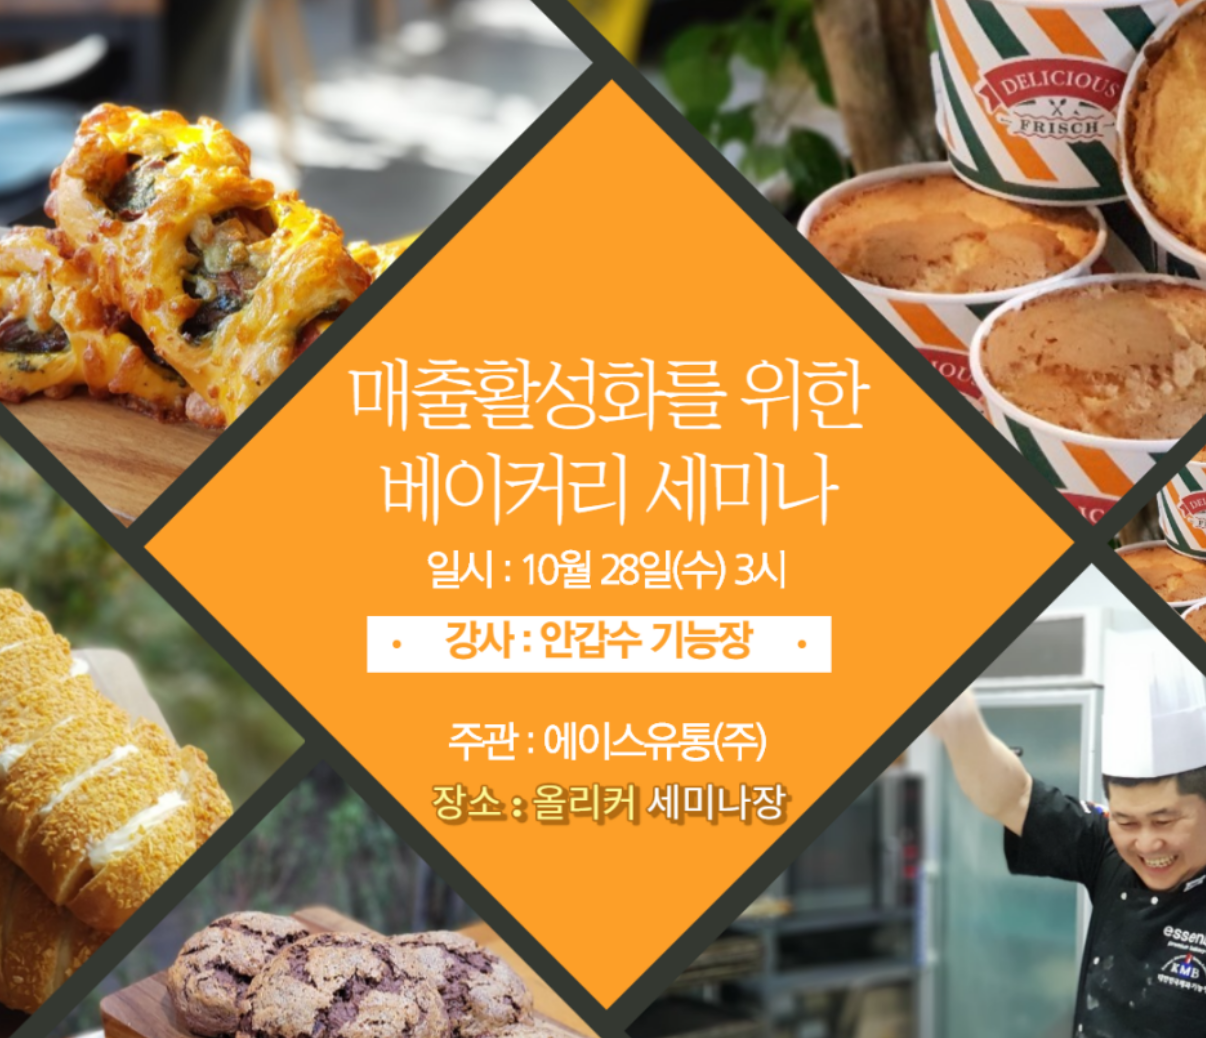 DELICIOUS
FRISCH
매출활성화를 위한
베이커리 세미나
일시 : 10월 28일(수) 3시
· 강사 : 안갑수 기능장 ·
주관 : 에이스유통(주)
장소 : 올리커 세미나장
KMB